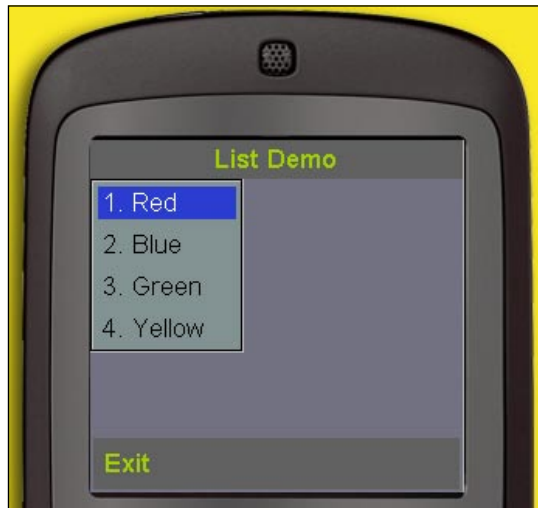 List Demo
1. Red
2. Blue
3. Green
4. Yellow
Exit